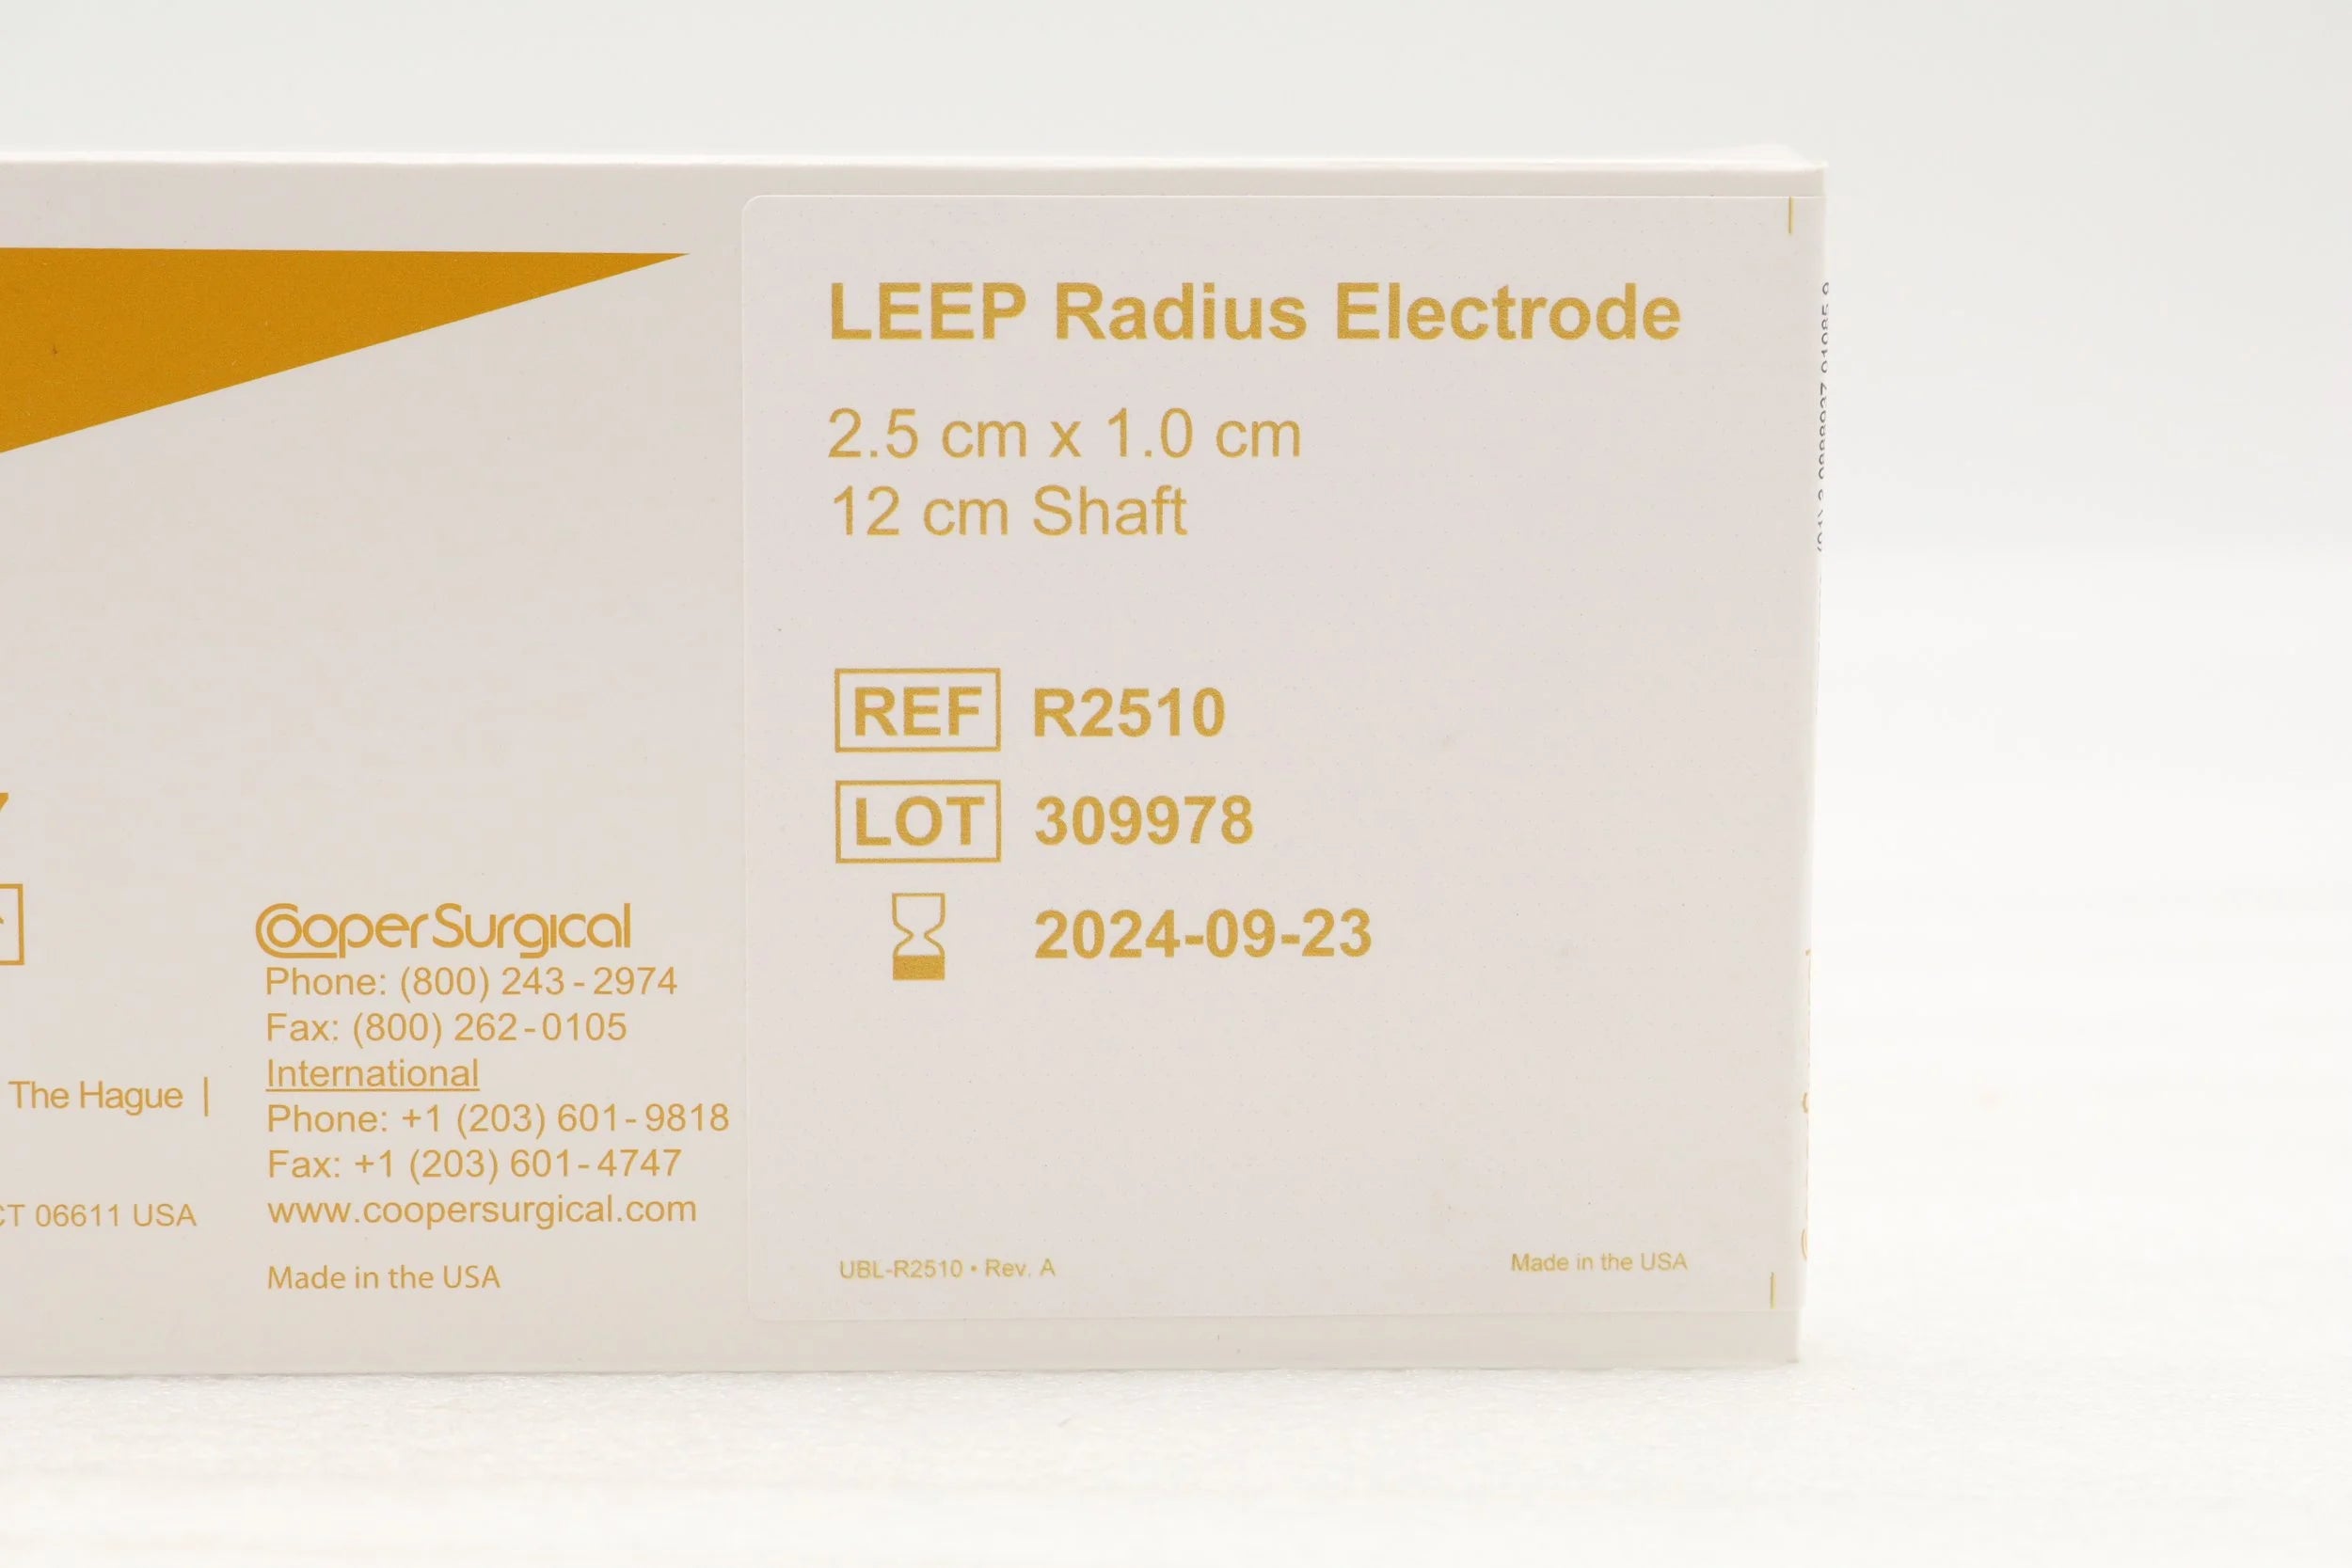 LEEP Radius Electrode
2.5 cm x 1.0 cm
12 cm Shaft
REF R2510
LOT 309978
2024-09-23
CooperSurgical
Phone: (800) 243-2974
Fax: (800) 262-0105
International
Phone: +1 (203) 601-9818
Fax: +1 (203) 601-4747
www.coopersurgical.com
Made in the USA
The Hague |
CT 06611 USA
UBL-R2510 • Rev. A
Made in the USA